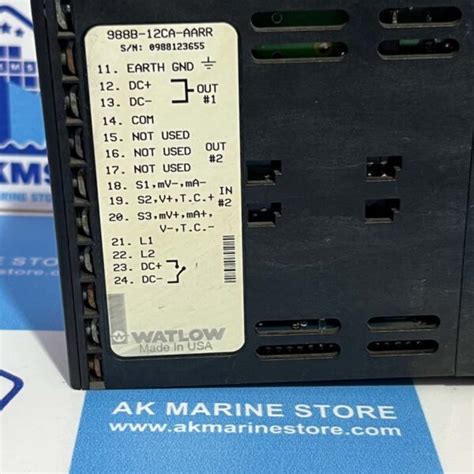 988B-12CA-AARR
S/N: 0988123655
11. EARTH GND
12. DC+
13. DC-
OUT
#1
14. COM
15. NOT USED
16. NOT USED
17. NOT USED
OUT
#2
18. S1,mV-,mA-
19. S2,V+,T.C.+
20. S3,mV+,mA+,
V-,T.C.-
IN
#2
21. L1
22. L2
23. DC+
24. DC-
WATLOW
Made In USA
AKMS
AK MARINE STORE
www.akmarinestore.com